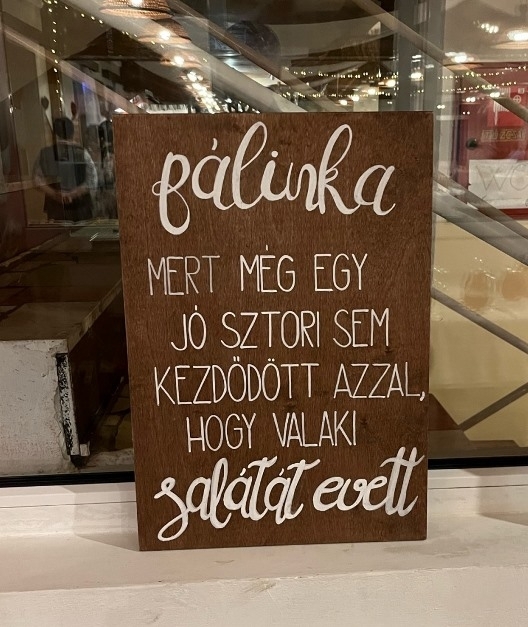 pálinka
MERT MÉG EGY
JÓ SZTORI SEM
KEZDŐDÖTT AZZAL,
HOGY VALAKI
salátát evett